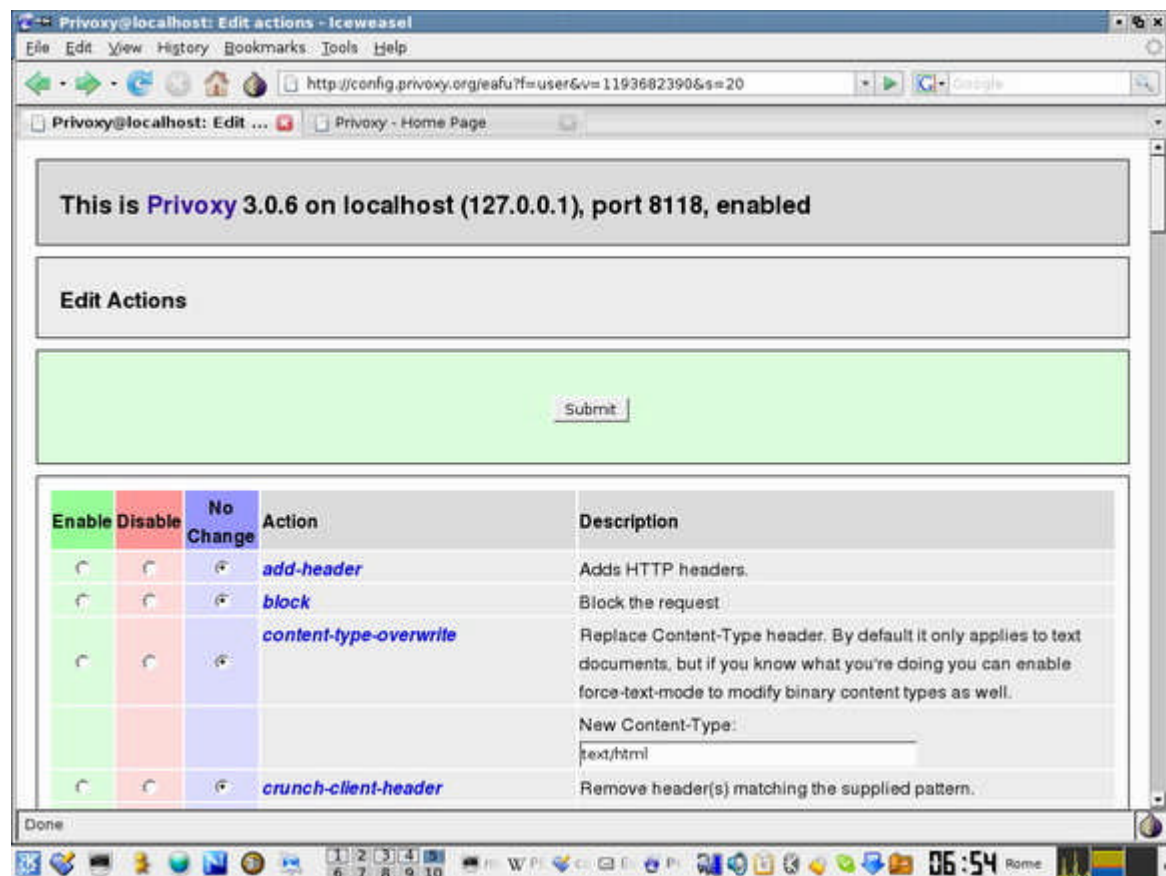 Privoxy@localhost: Edit actions - Iceweasel
File Edit View History Bookmarks Tools Help
http://config.privoxy.org/eafu?f=user&v=1193682390&s=20
Google
Privoxy@localhost: Edit ...
Privoxy - Home Page
This is Privoxy 3.0.6 on localhost (127.0.0.1), port 8118, enabled
Edit Actions
Submit
Enable Disable No Change Action Description
add-header Adds HTTP headers.
block Block the request
content-type-overwrite Replace Content-Type header. By default it only applies to text
documents, but if you know what you're doing you can enable
force-text-mode to modify binary content types as well.
New Content-Type:
text/html
crunch-client-header Remove header(s) matching the supplied pattern.
Done
1 2 3 4 5
6 7 8 9 10
06:54 Rome